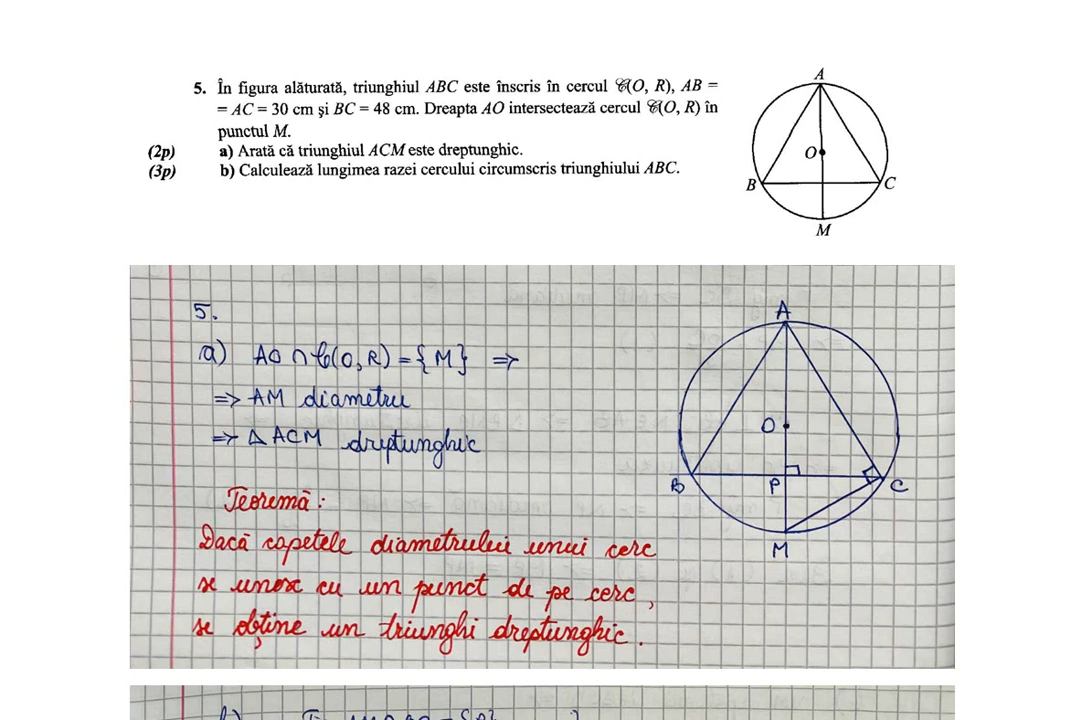 5. În figura alăturată, triunghiul ABC este înscris în cercul 𝒞(O, R), AB =
= AC = 30 cm și BC = 48 cm. Dreapta AO intersectează cercul 𝒞(O, R) în
punctul M.
(2p) a) Arată că triunghiul ACM este dreptunghic.
(3p) b) Calculează lungimea razei cercului circumscris triunghiului ABC.
A
O
B
C
M
5.
a) AO ∩ 𝒞(O, R) = {M} =>
=> AM diametru
=> Δ ACM dreptunghic
Teoremă:
Dacă capetele diametrului unui cerc
se unesc cu un punct de pe cerc,
se obține un triunghi dreptunghic.
A
O
B
P
C
M